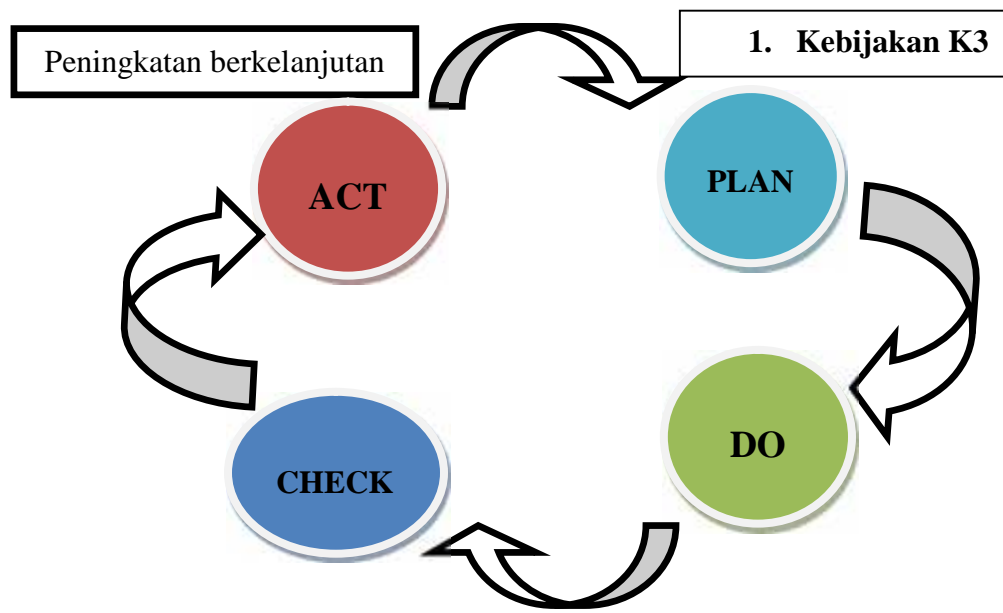 Peningkatan berkelanjutan
1. Kebijakan K3
ACT
PLAN
DO
CHECK